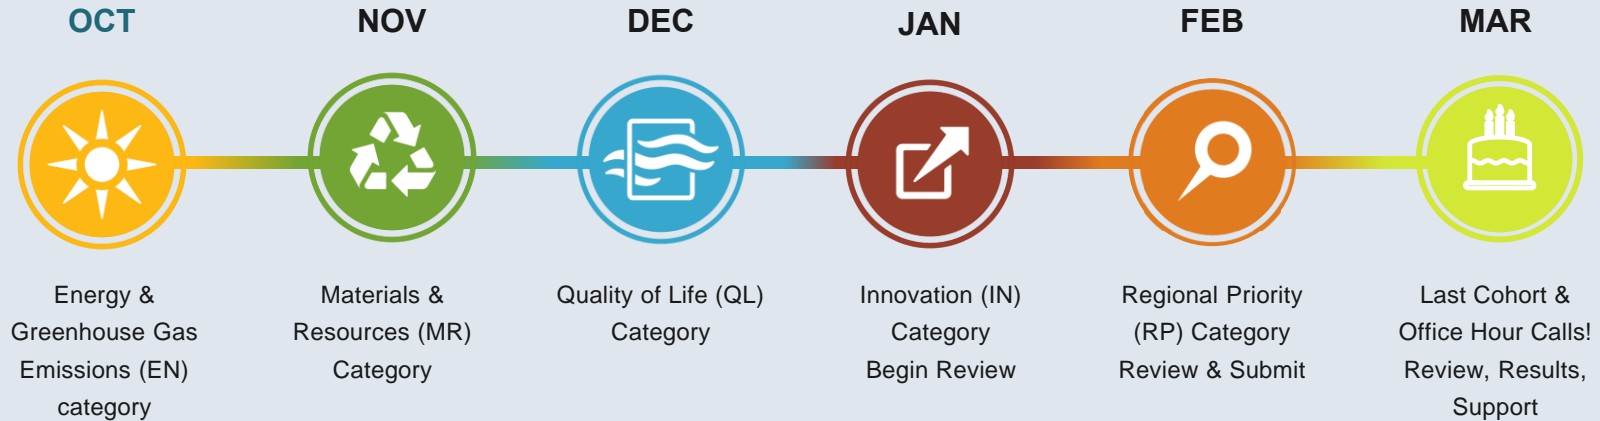 OCT
Energy &
Greenhouse Gas
Emissions (EN)
category
NOV
Materials &
Resources (MR)
Category
DEC
Quality of Life (QL)
Category
JAN
Innovation (IN)
Category
Begin Review
FEB
Regional Priority
(RP) Category
Review & Submit
MAR
Last Cohort &
Office Hour Calls!
Review, Results,
Support